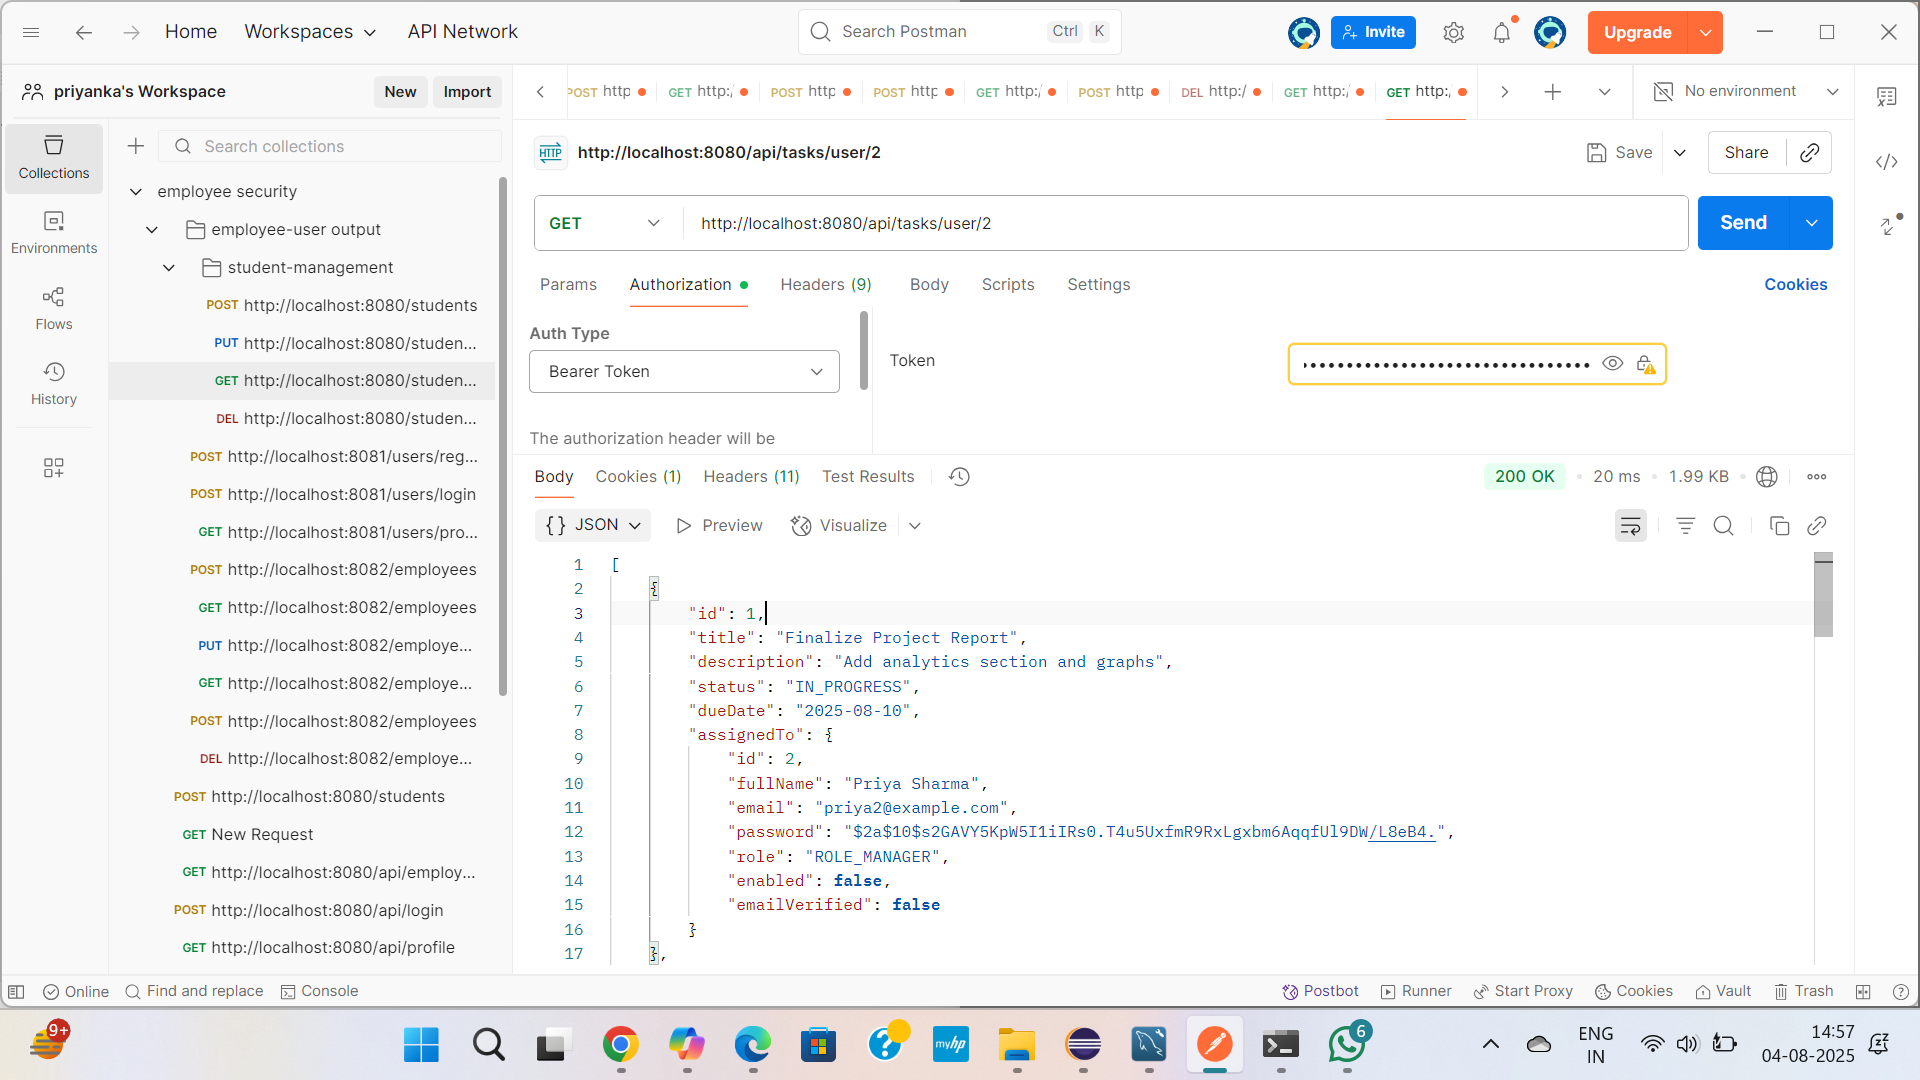 Home
Workspaces
API Network
Search Postman
Ctrl
K
Invite
Upgrade
priyanka's Workspace
New
Import
POST http
GET http:/
POST http
POST http
GET http:/
POST http
DEL http:/
GET http:/
GET http:
No environment
Collections
Environments
Flows
History
Search collections
employee security
employee-user output
student-management
POST http://localhost:8080/students
PUT http://localhost:8080/studen...
GET http://localhost:8080/studen...
DEL http://localhost:8080/studen...
POST http://localhost:8081/users/reg...
POST http://localhost:8081/users/login
GET http://localhost:8081/users/pro...
POST http://localhost:8082/employees
GET http://localhost:8082/employees
PUT http://localhost:8082/employe...
GET http://localhost:8082/employe...
POST http://localhost:8082/employees
DEL http://localhost:8082/employe...
POST http://localhost:8080/students
GET New Request
GET http://localhost:8080/api/employ...
POST http://localhost:8080/api/login
GET http://localhost:8080/api/profile
HTTP
http://localhost:8080/api/tasks/user/2
Save
Share
GET
http://localhost:8080/api/tasks/user/2
Send
Params
Authorization
Headers (9)
Body
Scripts
Settings
Cookies
Auth Type
Bearer Token
The authorization header will be
Token
Body
Cookies (1)
Headers (11)
Test Results
200 OK
20 ms
1.99 KB
{} JSON
Preview
Visualize
1 [
2 {
3 "id": 1,
4 "title": "Finalize Project Report",
5 "description": "Add analytics section and graphs",
6 "status": "IN_PROGRESS",
7 "dueDate": "2025-08-10",
8 "assignedTo": {
9 "id": 2,
10 "fullName": "Priya Sharma",
11 "email": "priya2@example.com",
12 "password": "$2a$10$s2GAVY5KpW5I1iIRs0.T4u5UxfmR9RxLgxbm6AqqfUl9DW/L8eB4.",
13 "role": "ROLE_MANAGER",
14 "enabled": false,
15 "emailVerified": false
16 }
17 },
Online
Find and replace
Console
Postbot
Runner
Start Proxy
Cookies
Vault
Trash
9+
myhp
6
ENG
IN
14:57
04-08-2025